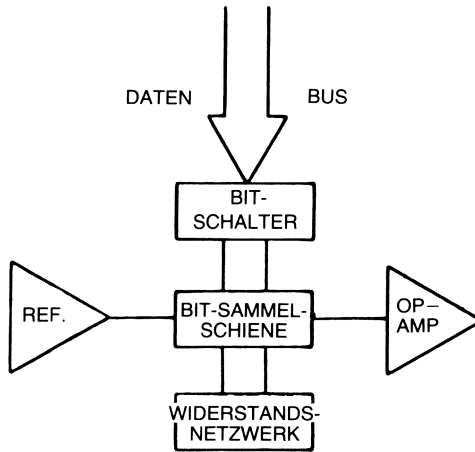 DATEN BUS
BIT-
SCHALTER
REF.
BIT-SAMMEL-
SCHIENE
OP–
AMP
WIDERSTANDS-
NETZWERK